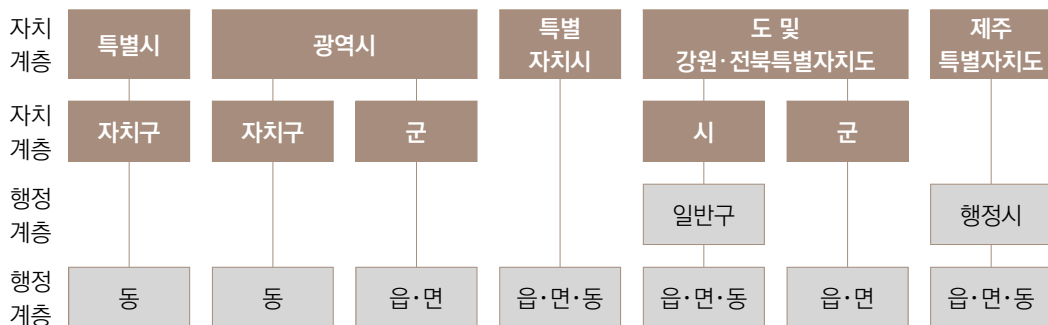 자치
계층
특별시
광역시
특별
자치시
도 및
강원·전북특별자치도
제주
특별자치도
자치
계층
자치구
자치구
군
시
군
행정
계층
일반구
행정시
행정
계층
동
동
읍·면
읍·면·동
읍·면·동
읍·면
읍·면·동